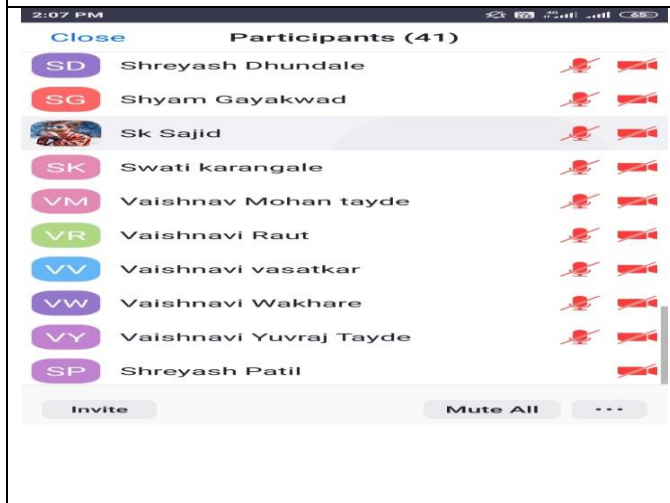 2:07 PM 65
Close Participants (41)
SD Shreyash Dhundale
SG Shyam Gayakwad
Sk Sajid
SK Swati karangale
VM Vaishnav Mohan tayde
VR Vaishnavi Raut
VV Vaishnavi vasatkar
VW Vaishnavi Wakhare
VY Vaishnavi Yuvraj Tayde
SP Shreyash Patil
Invite Mute All ...